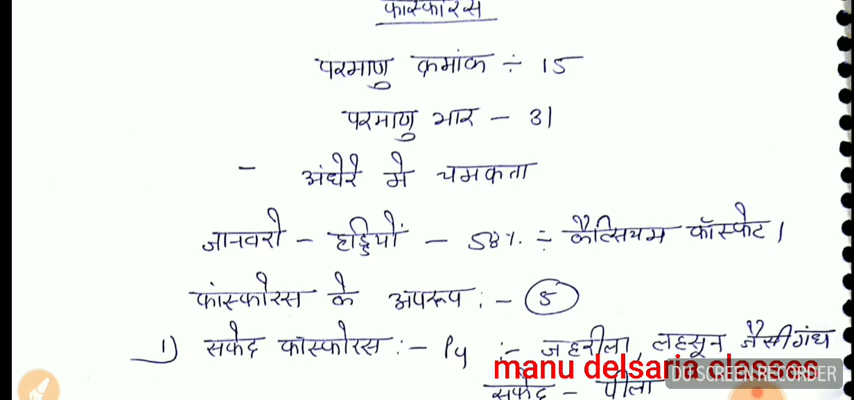 फास्फोरस
परमाणु क्रमांक ÷ 15
परमाणु भार - 31
- अंधेरे मे चमकता
जानवरो - हड्डियों - 58% ÷ कैल्सियम फॉस्फेट।
फांस्फोरस के अपरूप :- 5
1) सफेद फॉस्फोरस :- P4 :- जहरीला, लहसून जैसी गंध
manu delsaria classes
DU SCREEN RECORDER
सफेद - पीला